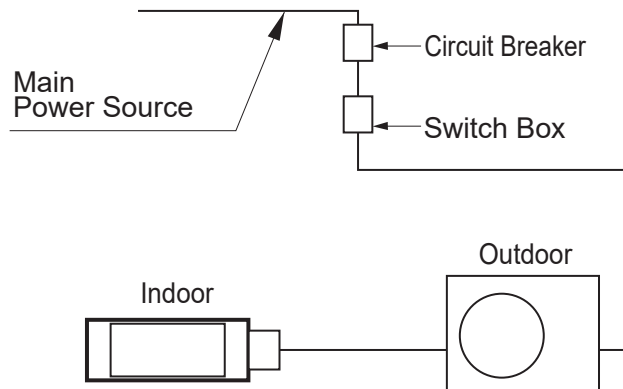 Circuit Breaker
Main
Power Source
Switch Box
Outdoor
Indoor